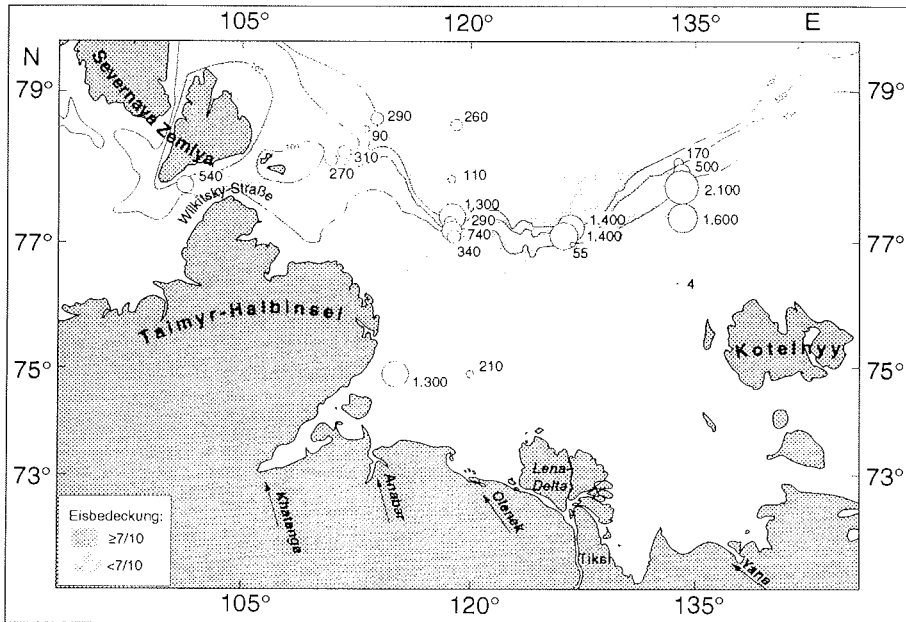 105° 120° 135° E
N
79° 79°
Severnaya Zemlya
290 260
90
310
270
540
Wilkitsky Straße
110
170
500
2.100
1.300
290
740
340
1.400
1.400
55
1.600
77° 77°
4
Taimyr-Halbinsel
Kotelnyy
75° 75°
1.300
210
73° 73°
Lena-
Delta
Khatanga
Anabar
Olanek
Tiksi
Yana
Eisbedeckung:
≥7/10
<7/10
105° 120° 135°